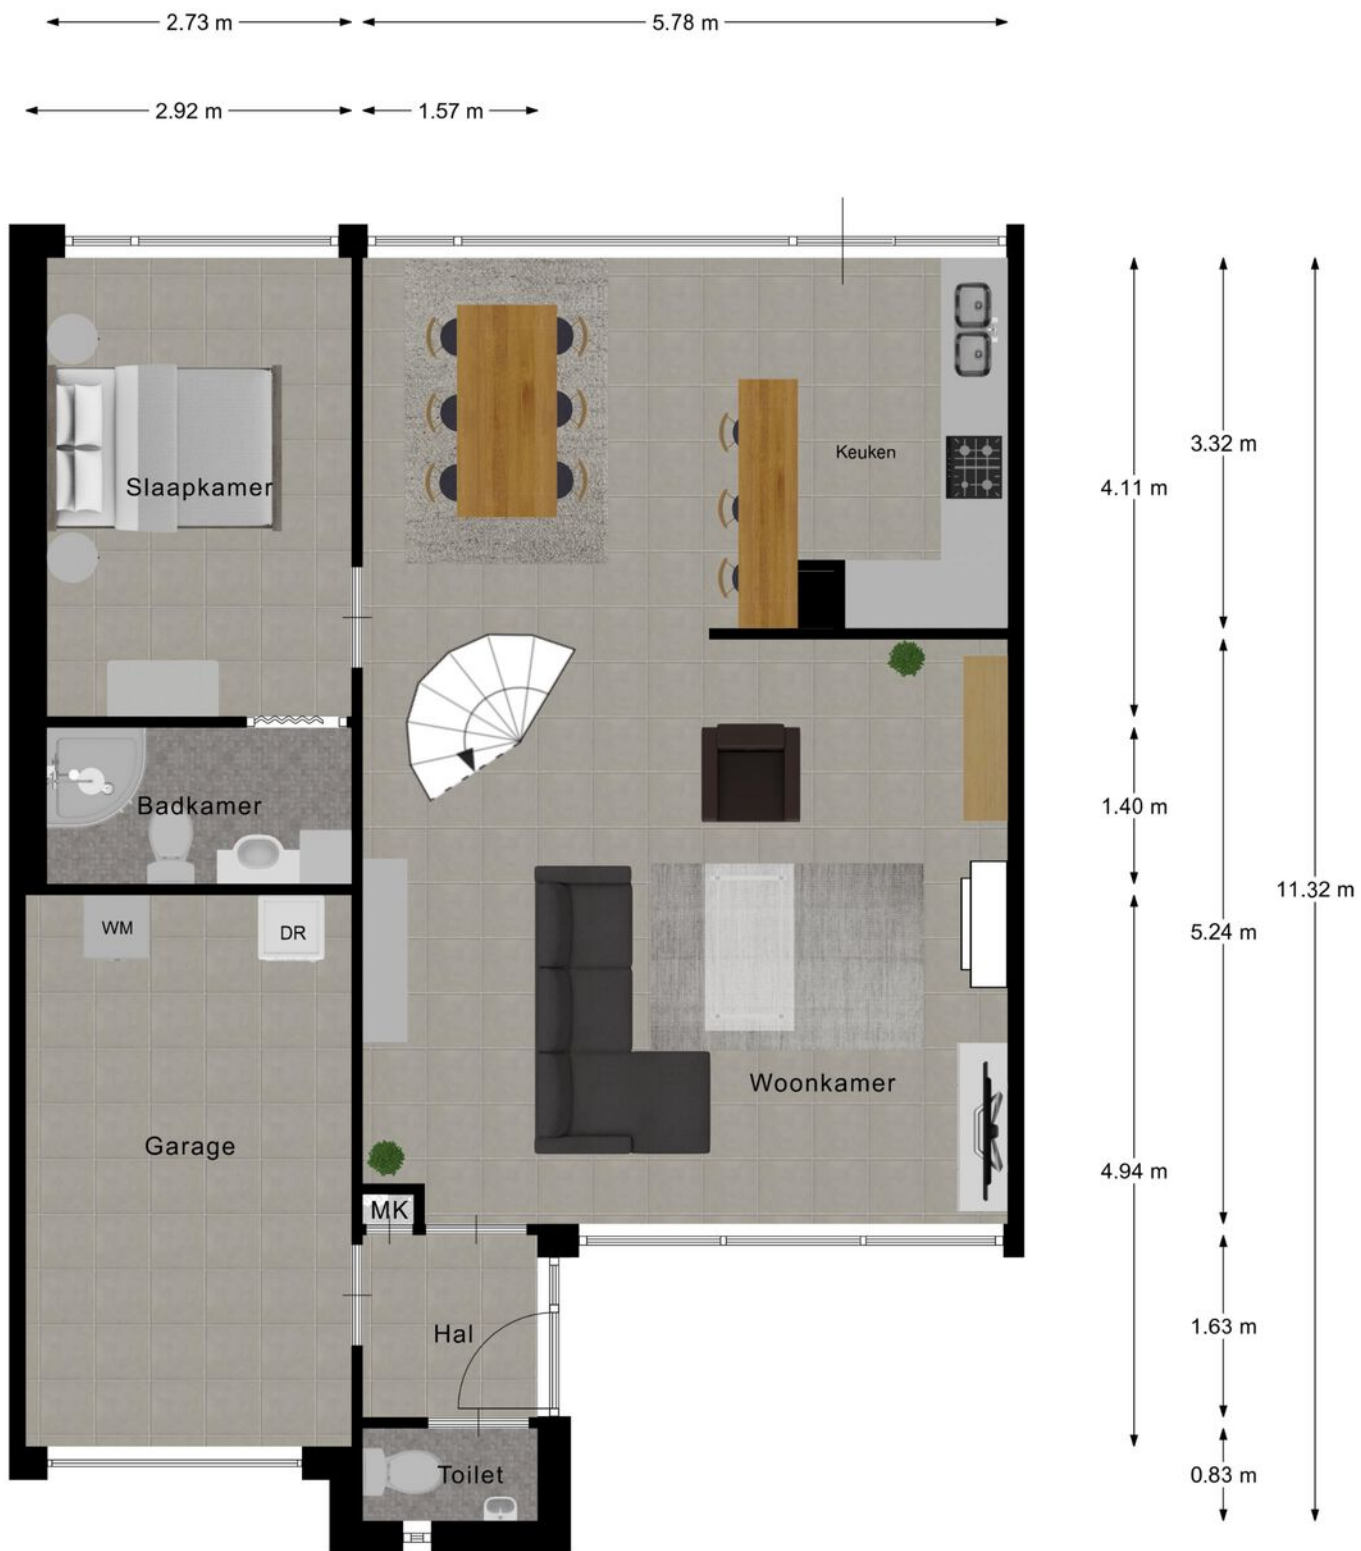 2.73 m
5.78 m
2.92 m
1.57 m
Keuken
3.32 m
Slaapkamer
4.11 m
Badkamer
1.40 m
11.32 m
WM
DR
5.24 m
Woonkamer
Garage
4.94 m
MK
Hal
1.63 m
Toilet
0.83 m